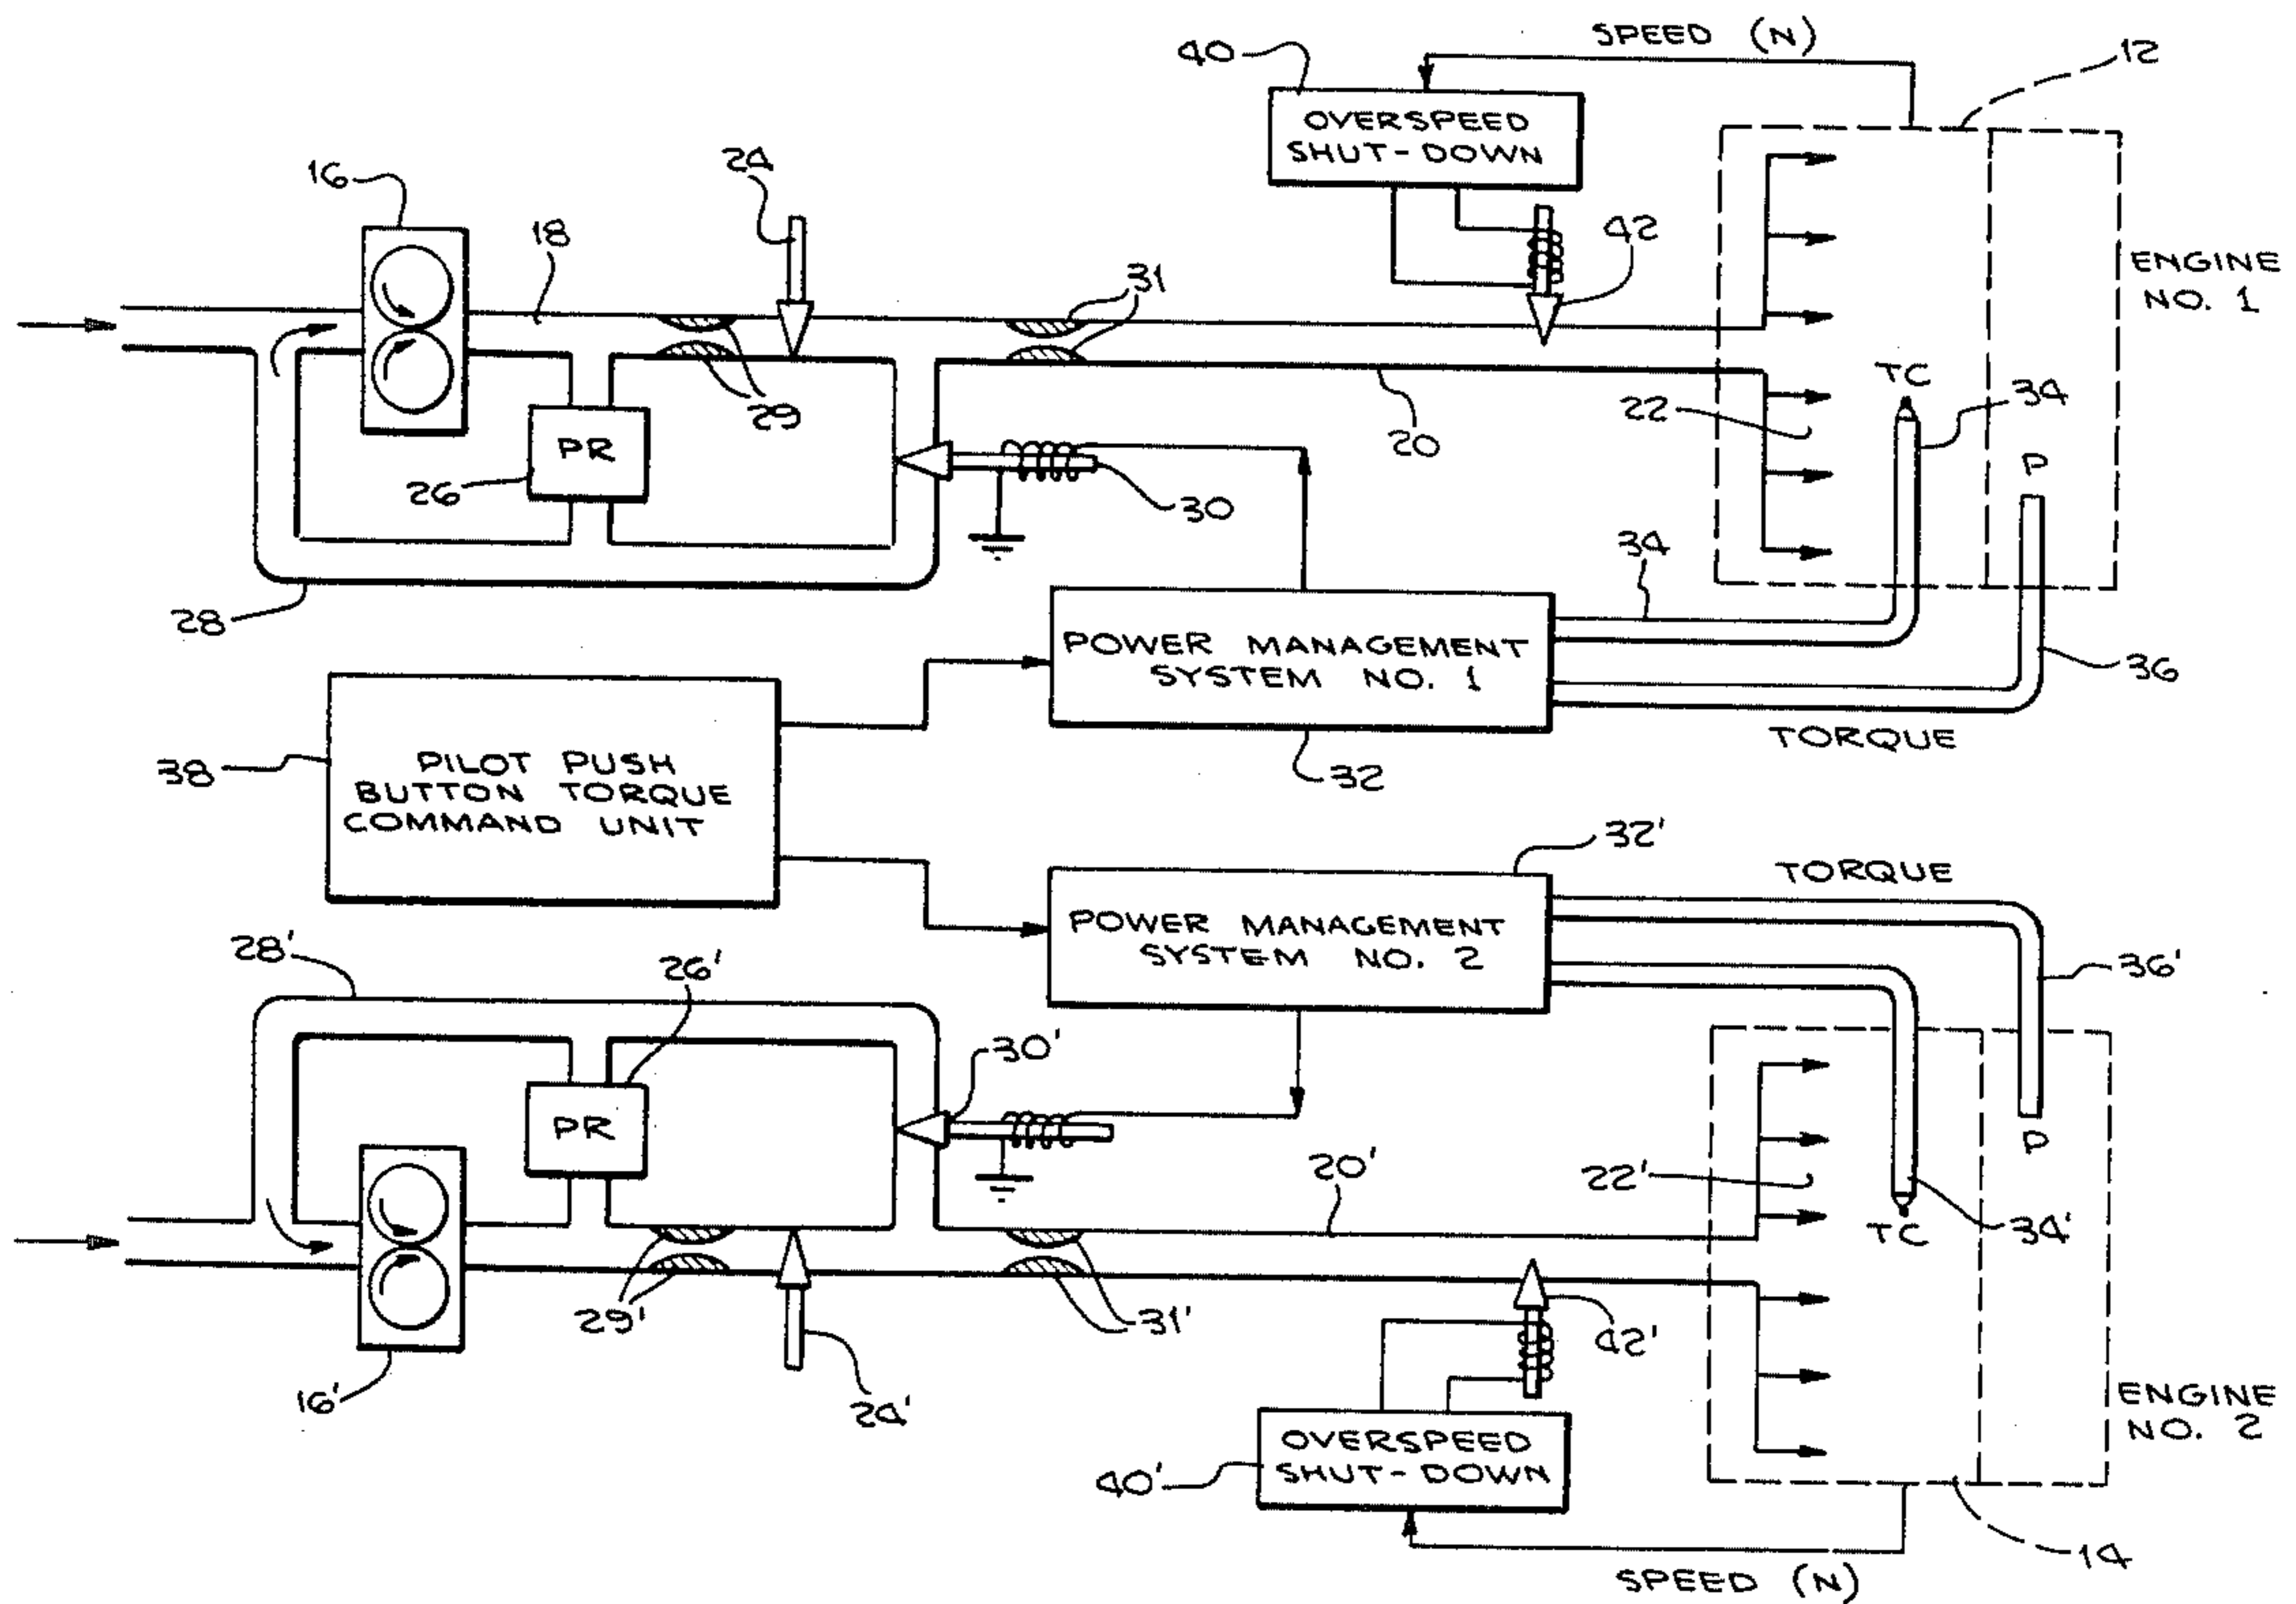 SPEED (N)
40
12
OVERSPEED
SHUT-DOWN
24
16
18
42
31
ENGINE
NO. 1
TC
34
22
29
20
PR
P
26
30
34
28
POWER MANAGEMENT
SYSTEM NO. 1
36
TORQUE
38
PILOT PUSH
BUTTON TORQUE
COMMAND UNIT
32
32'
TORQUE
28'
26'
POWER MANAGEMENT
SYSTEM NO. 2
36'
30'
PR
P
20'
22'
TC
34'
29'
31'
42'
16'
24'
ENGINE
NO. 2
OVERSPEED
SHUT-DOWN
40'
14
SPEED (N)